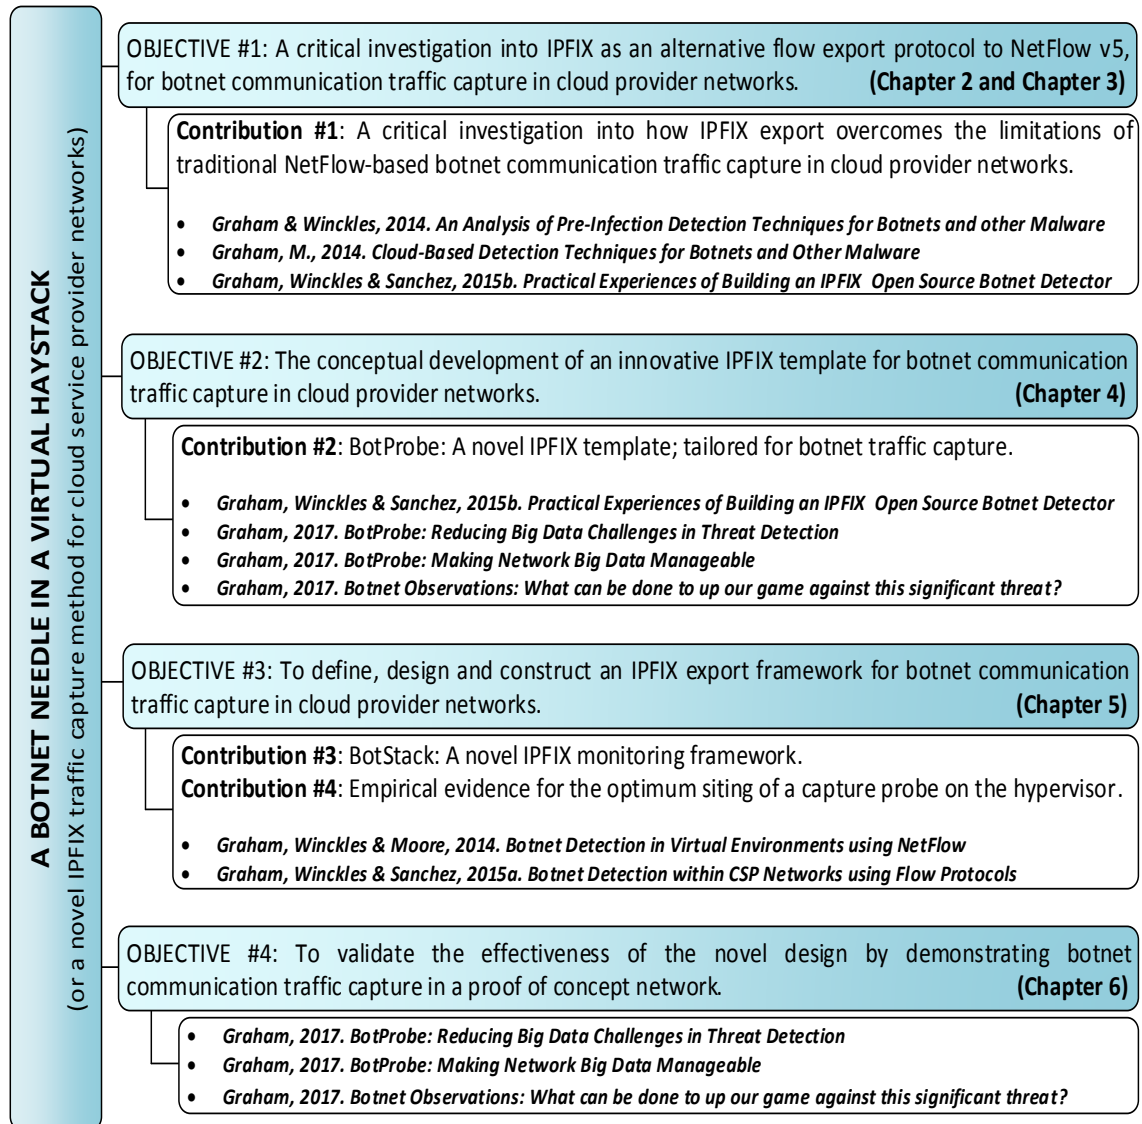 A BOTNET NEEDLE IN A VIRTUAL HAYSTACK
(or a novel IPFIX traffic capture method for cloud service provider networks)
OBJECTIVE #1: A critical investigation into IPFIX as an alternative flow export protocol to NetFlow v5,
for botnet communication traffic capture in cloud provider networks. (Chapter 2 and Chapter 3)
Contribution #1: A critical investigation into how IPFIX export overcomes the limitations of
traditional NetFlow-based botnet communication traffic capture in cloud provider networks.
• Graham & Winckles, 2014. An Analysis of Pre-Infection Detection Techniques for Botnets and other Malware
• Graham, M., 2014. Cloud-Based Detection Techniques for Botnets and Other Malware
• Graham, Winckles & Sanchez, 2015b. Practical Experiences of Building an IPFIX Open Source Botnet Detector
OBJECTIVE #2: The conceptual development of an innovative IPFIX template for botnet communication
traffic capture in cloud provider networks. (Chapter 4)
Contribution #2: BotProbe: A novel IPFIX template; tailored for botnet traffic capture.
• Graham, Winckles & Sanchez, 2015b. Practical Experiences of Building an IPFIX Open Source Botnet Detector
• Graham, 2017. BotProbe: Reducing Big Data Challenges in Threat Detection
• Graham, 2017. BotProbe: Making Network Big Data Manageable
• Graham, 2017. Botnet Observations: What can be done to up our game against this significant threat?
OBJECTIVE #3: To define, design and construct an IPFIX export framework for botnet communication
traffic capture in cloud provider networks. (Chapter 5)
Contribution #3: BotStack: A novel IPFIX monitoring framework.
Contribution #4: Empirical evidence for the optimum siting of a capture probe on the hypervisor.
• Graham, Winckles & Moore, 2014. Botnet Detection in Virtual Environments using NetFlow
• Graham, Winckles & Sanchez, 2015a. Botnet Detection within CSP Networks using Flow Protocols
OBJECTIVE #4: To validate the effectiveness of the novel design by demonstrating botnet
communication traffic capture in a proof of concept network. (Chapter 6)
• Graham, 2017. BotProbe: Reducing Big Data Challenges in Threat Detection
• Graham, 2017. BotProbe: Making Network Big Data Manageable
• Graham, 2017. Botnet Observations: What can be done to up our game against this significant threat?